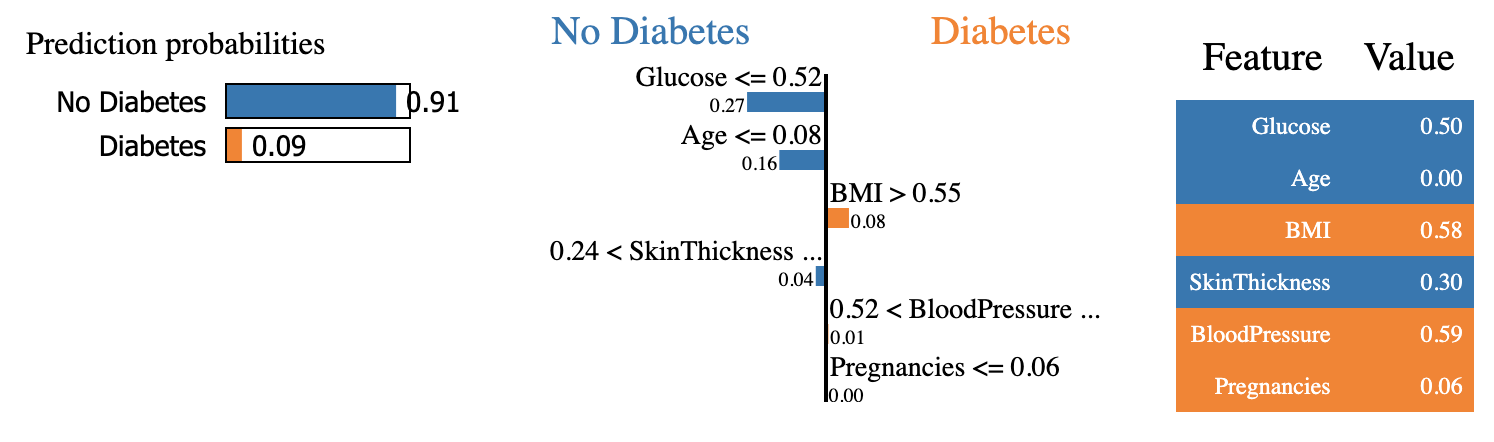 Prediction probabilities
No Diabetes 0.91
Diabetes 0.09
No Diabetes Diabetes
Glucose <= 0.52
0.27
Age <= 0.08
0.16
BMI > 0.55
0.08
0.24 < SkinThickness ...
0.04
0.52 < BloodPressure ...
0.01
Pregnancies <= 0.06
0.00
Feature Value
Glucose 0.50
Age 0.00
BMI 0.58
SkinThickness 0.30
BloodPressure 0.59
Pregnancies 0.06